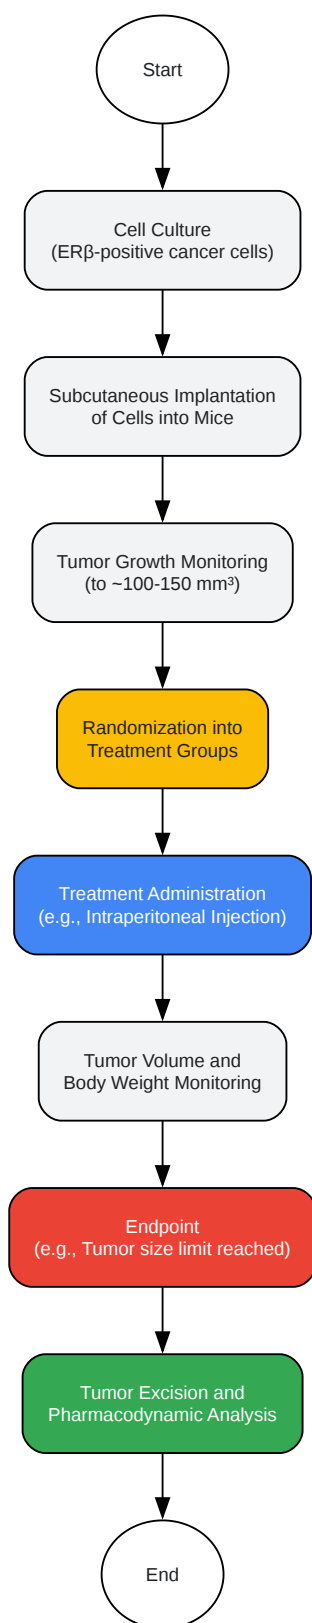 Start
Cell Culture
(ERβ-positive cancer cells)
Subcutaneous Implantation
of Cells into Mice
Tumor Growth Monitoring
(to ~100-150 mm³)
Randomization into
Treatment Groups
Treatment Administration
(e.g., Intraperitoneal Injection)
Tumor Volume and
Body Weight Monitoring
Endpoint
(e.g., Tumor size limit reached)
Tumor Excision and
Pharmacodynamic Analysis
End